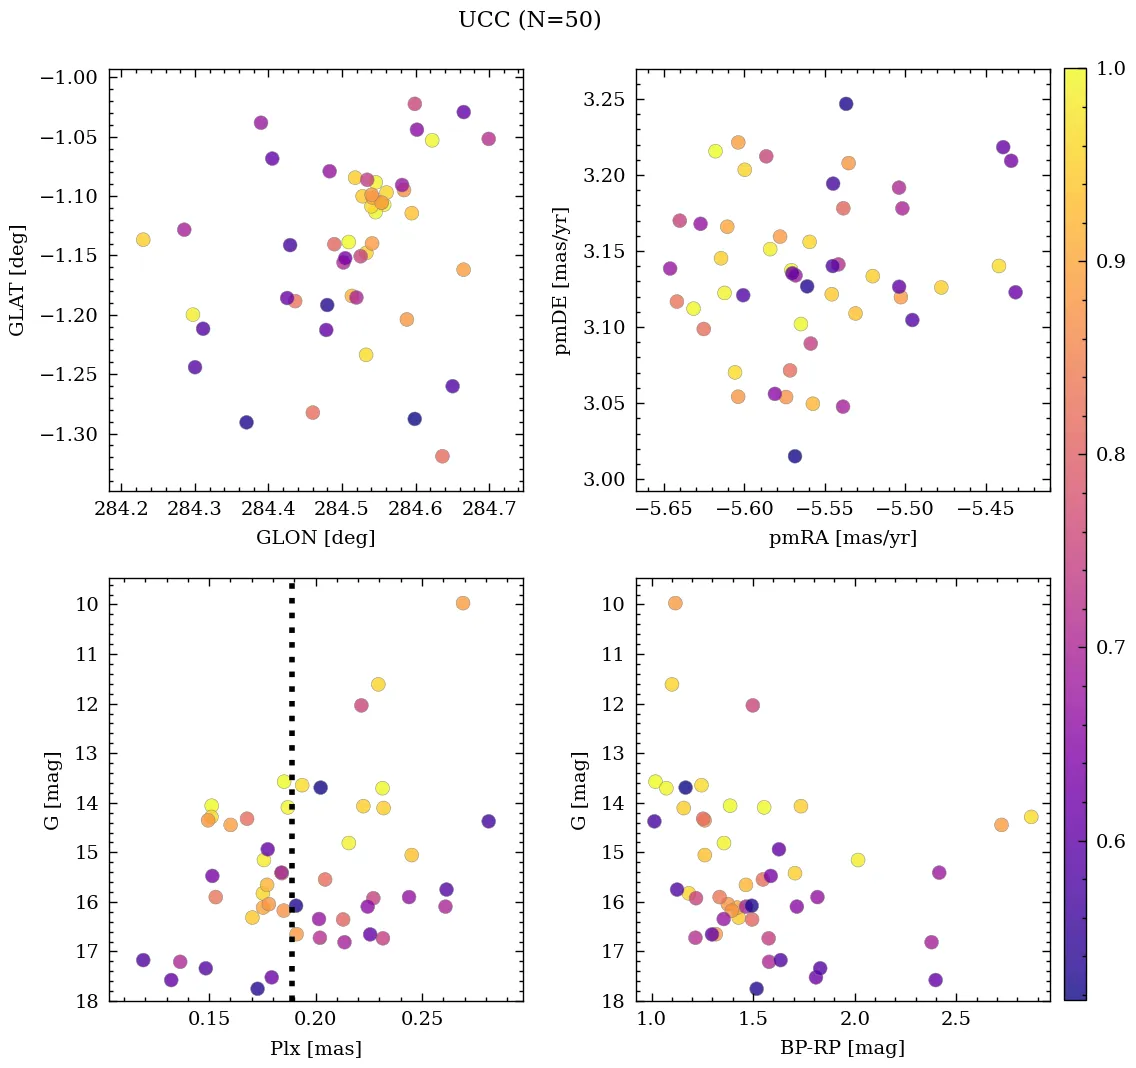 UCC (N=50)
−1.00
−1.05
−1.10
−1.15
−1.20
−1.25
−1.30
GLAT [deg]
284.2 284.3 284.4 284.5 284.6 284.7
GLON [deg]
3.25
3.20
3.15
3.10
3.05
3.00
pmDE [mas/yr]
−5.65 −5.60 −5.55 −5.50 −5.45
pmRA [mas/yr]
1.0
0.9
0.8
0.7
0.6
10
11
12
13
14
15
16
17
18
G [mag]
0.15 0.20 0.25
Plx [mas]
10
11
12
13
14
15
16
17
18
G [mag]
1.0 1.5 2.0 2.5
BP-RP [mag]